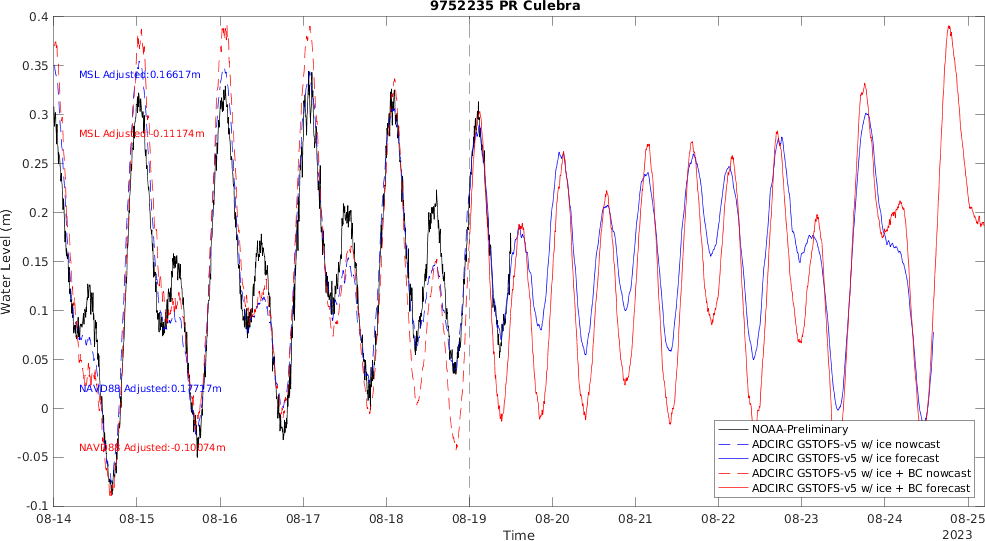 9752235 PR Culebra
0.4
0.35
0.3
0.25
0.2
0.15
0.1
0.05
0
-0.05
-0.1
Water Level (m)
MSL Adjusted:0.16617m
MSL Adjusted:-0.11174m
NAVD88 Adjusted:0.17717m
NAVD88 Adjusted:-0.10074m
NOAA-Preliminary
ADCIRC GSTOFS-v5 w/ ice nowcast
ADCIRC GSTOFS-v5 w/ ice forecast
ADCIRC GSTOFS-v5 w/ ice + BC nowcast
ADCIRC GSTOFS-v5 w/ ice + BC forecast
08-14 08-15 08-16 08-17 08-18 08-19 08-20 08-21 08-22 08-23 08-24 08-25
Time
2023